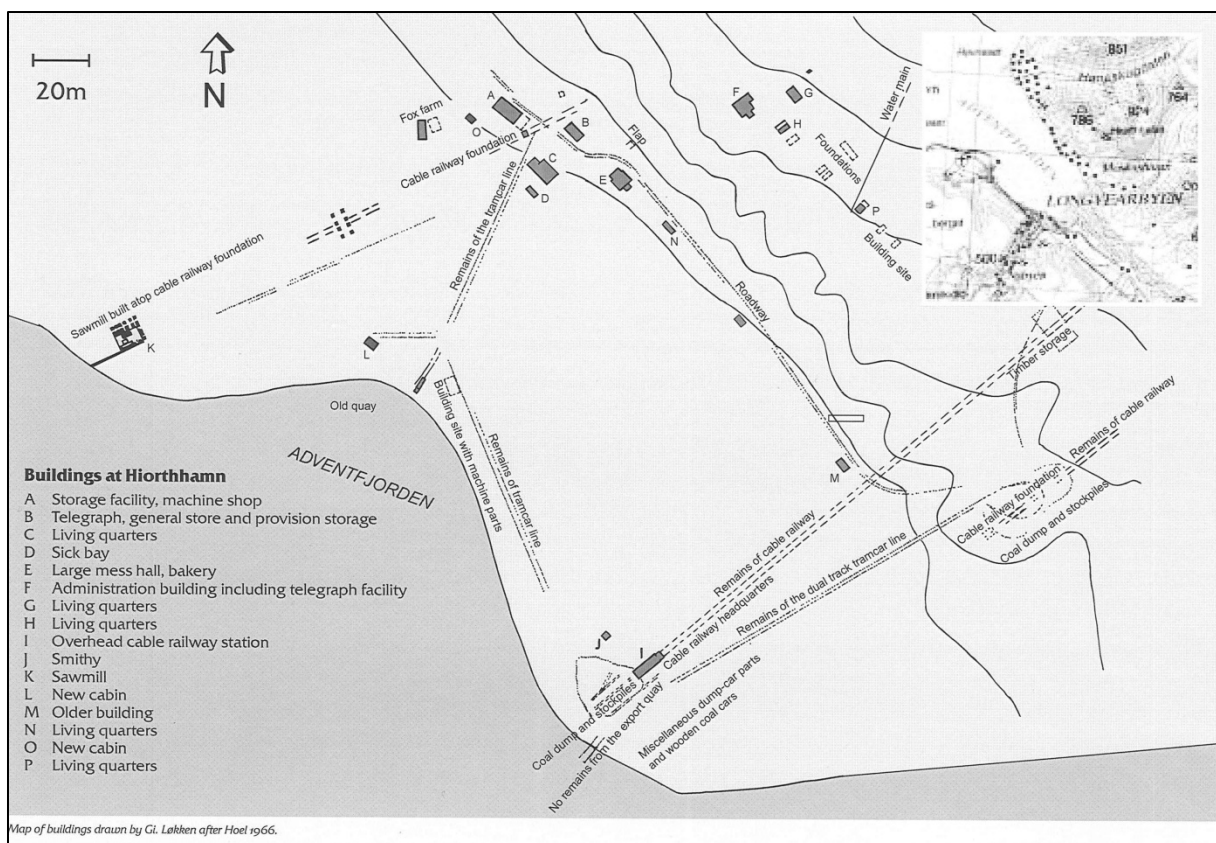 20m
N
Fox farm
A
O
B
Cable railway foundation
C
D
Flap
E
N
F
G
H
Foundations
Water main
P
Building site
Remains of the tramcar line
Sawmill built atop cable railway foundation
K
L
Old quay
ADVENTFJORDEN
Building site with machine parts
Remains of tramcar line
Roadway
M
Timber storage
Remains of cable railway
Cable railway foundation
Coal dump and stockpiles
Remains of cable railway
Cable railway headquarters
Remains of the dual track tramcar line
J
I
Coal dump and stockpiles
No remains from the export quay
Miscellaneous dump-car parts
and wooden coal cars
851
786
764
LONGYEARBYEN
Buildings at Hiorthhamn
A Storage facility, machine shop
B Telegraph, general store and provision storage
C Living quarters
D Sick bay
E Large mess hall, bakery
F Administration building including telegraph facility
G Living quarters
H Living quarters
I Overhead cable railway station
J Smithy
K Sawmill
L New cabin
M Older building
N Living quarters
O New cabin
P Living quarters
Map of buildings drawn by Gi. Løkken after Hoel 1966.